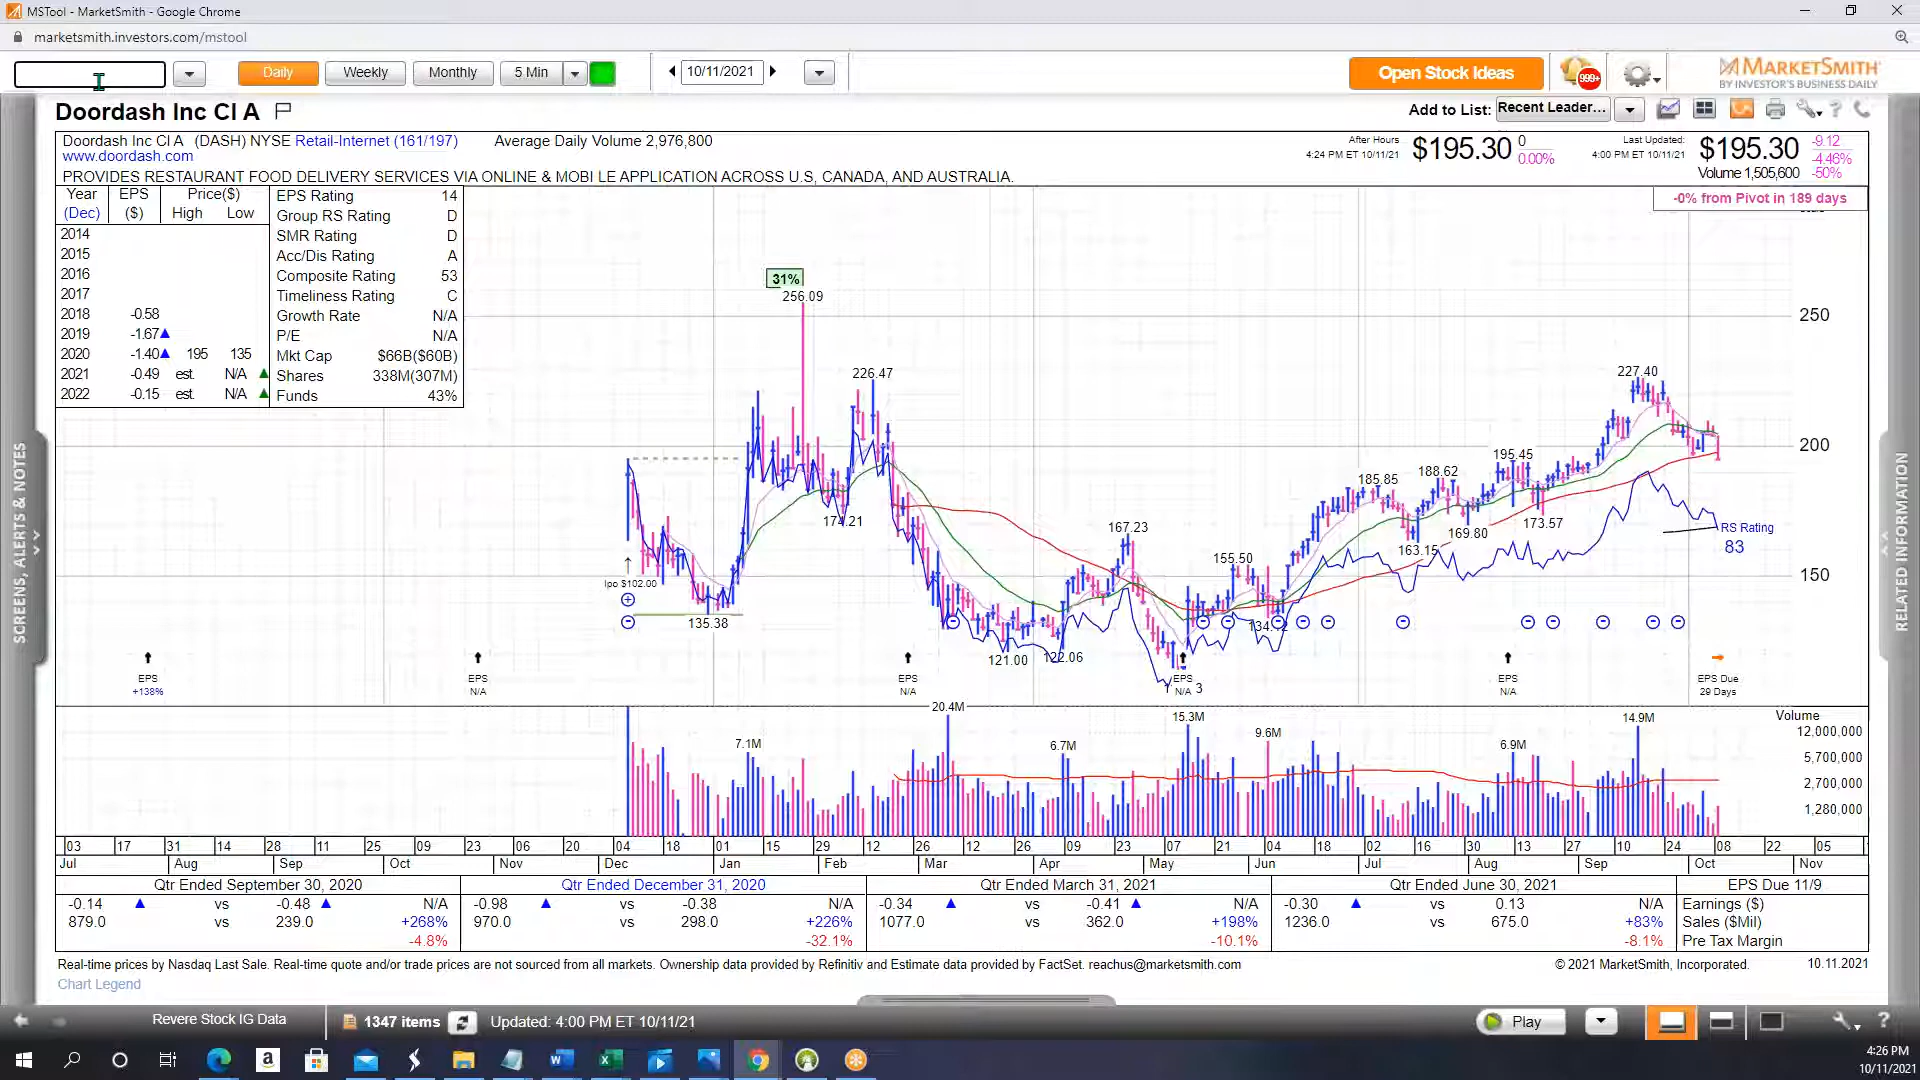 MSTool - MarketSmith - Google Chrome
marketsmith.investors.com/mstool
Daily Weekly Monthly 5 Min 10/11/2021 Open Stock Ideas 999+ MARKETSMITH
BY INVESTOR'S BUSINESS DAILY
Doordash Inc Cl A
Add to List: Recent Leader...
Doordash Inc Cl A (DASH) NYSE Retail-Internet (161/197) Average Daily Volume 2,976,800
www.doordash.com
PROVIDES RESTAURANT FOOD DELIVERY SERVICES VIA ONLINE & MOBI LE APPLICATION ACROSS U.S, CANADA, AND AUSTRALIA.
After Hours
4:24 PM ET 10/11/21
$195.30
0
0.00%
Last Updated:
4:00 PM ET 10/11/21
$195.30
-9.12
-4.46%
Volume 1,505,600 -50%
-0% from Pivot in 189 days
Year EPS Price($)
(Dec) ($) High Low
2014
2015
2016
2017
2018 -0.58
2019 -1.67
2020 -1.40 195 135
2021 -0.49 est. N/A
2022 -0.15 est. N/A
EPS Rating 14
Group RS Rating D
SMR Rating D
Acc/Dis Rating A
Composite Rating 53
Timeliness Rating C
Growth Rate N/A
P/E N/A
Mkt Cap $66B($60B)
Shares 338M(307M)
Funds 43%
31%
256.09
226.47
227.40
250
200
150
174.21
167.23
195.45
188.62
185.85
173.57
169.80
163.15
155.50
RS Rating
83
Ipo $102.00
135.38
134.12
121.00
122.06
EPS
+138%
EPS
N/A
EPS
N/A
EPS
N/A
3
EPS
N/A
EPS Due
29 Days
20.4M
15.3M
14.9M
7.1M
6.7M
9.6M
6.9M
Volume
12,000,000
5,700,000
2,700,000
1,280,000
03 17 31 14 28 11 25 09 23 06 20 04 18 01 15 29 12 26 12 26 09 23 07 21 04 18 02 16 30 13 27 10 24 08 22 05
Jul Aug Sep Oct Nov Dec Jan Feb Mar Apr May Jun Jul Aug Sep Oct Nov
Qtr Ended September 30, 2020 Qtr Ended December 31, 2020 Qtr Ended March 31, 2021 Qtr Ended June 30, 2021 EPS Due 11/9
-0.14 vs -0.48 N/A -0.98 vs -0.38 N/A -0.34 vs -0.41 N/A -0.30 vs 0.13 N/A Earnings ($)
879.0 vs 239.0 +268% 970.0 vs 298.0 +226% 1077.0 vs 362.0 +198% 1236.0 vs 675.0 +83% Sales ($Mil)
-4.8% -32.1% -10.1% -8.1% Pre Tax Margin
Real-time prices by Nasdaq Last Sale. Real-time quote and/or trade prices are not sourced from all markets. Ownership data provided by Refinitiv and Estimate data provided by FactSet. reachus@marketsmith.com
© 2021 MarketSmith, Incorporated. 10.11.2021
Chart Legend
SCREENS, ALERTS & NOTES
RELATED INFORMATION
Revere Stock IG Data 1347 items Updated: 4:00 PM ET 10/11/21 Play
4:26 PM
10/11/2021